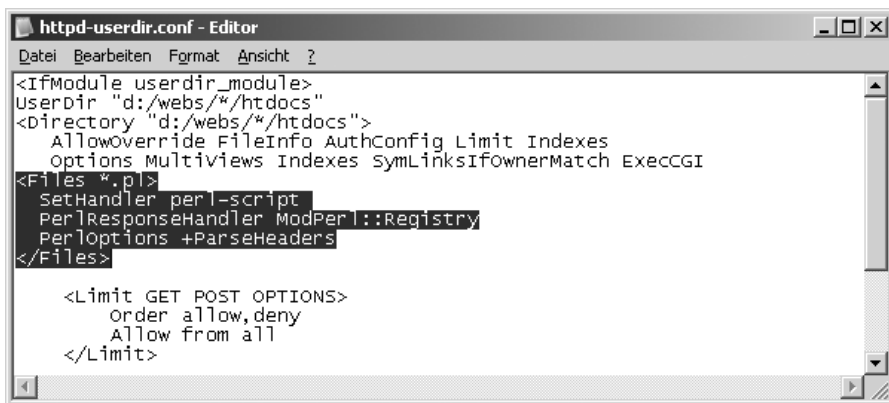 httpd-userdir.conf - Editor
Datei Bearbeiten Format Ansicht ?
<IfModule userdir_module>
UserDir "d:/webs/*/htdocs"
<Directory "d:/webs/*/htdocs">
AllowOverride FileInfo AuthConfig Limit Indexes
Options MultiViews Indexes SymLinksIfOwnerMatch ExecCGI
<Files *.pl>
SetHandler perl-script
PerlResponseHandler ModPerl::Registry
PerlOptions +ParseHeaders
</Files>
<Limit GET POST OPTIONS>
Order allow,deny
Allow from all
</Limit>